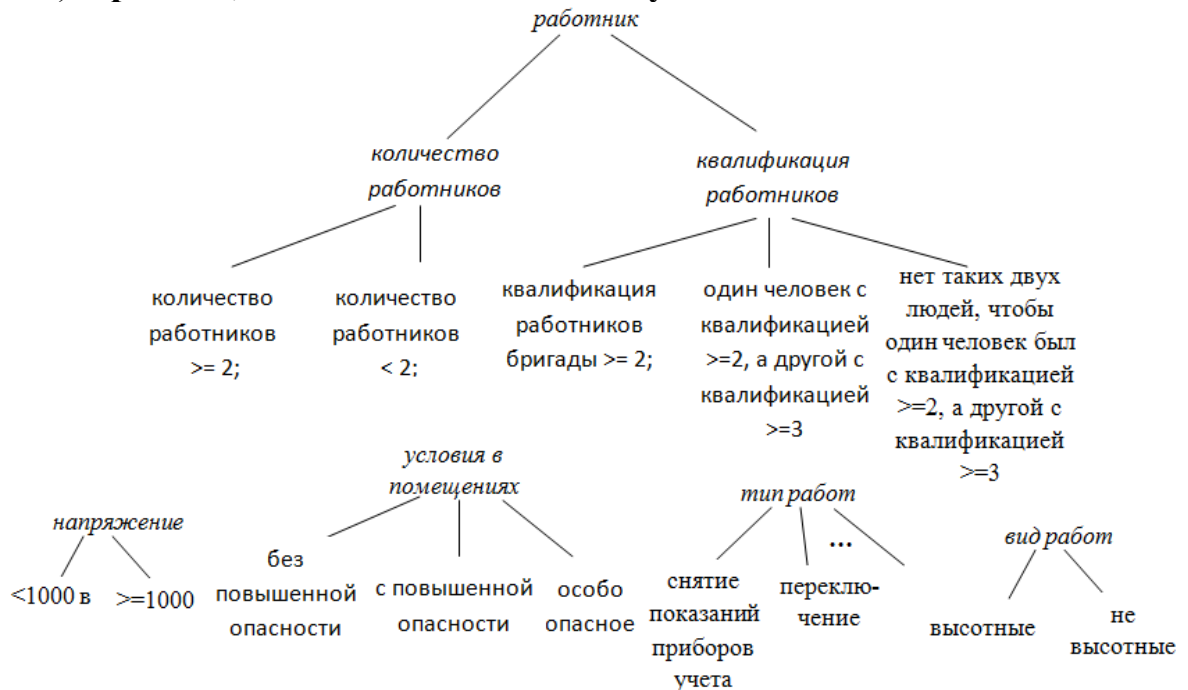 работник
количество
работников
квалификация
работников
количество
работников
>= 2;
количество
работников
< 2;
квалификация
работников
бригады >= 2;
один человек с
квалификацией
>=2, а другой с
квалификацией
>=3
нет таких двух
людей, чтобы
один человек был
с квалификацией
>=2, а другой с
квалификацией
>=3
напряжение
<1000 в
>=1000
условия в
помещениях
без
повышенной
опасности
с повышенной
опасности
особо
опасное
тип работ
снятие
показаний
приборов
учета
переклю-
чение
...
вид работ
высотные
не
высотные